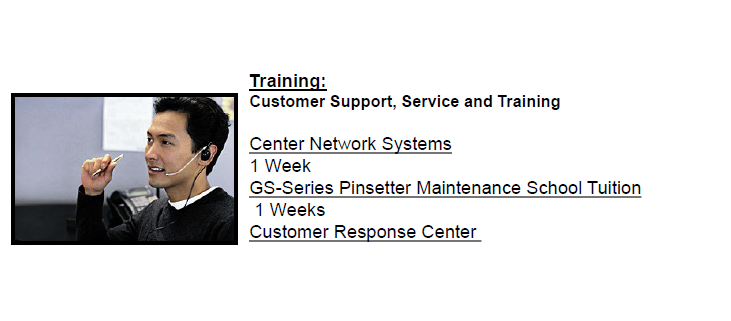 Training:
Customer Support, Service and Training
Center Network Systems
1 Week
GS-Series Pinsetter Maintenance School Tuition
1 Weeks
Customer Response Center